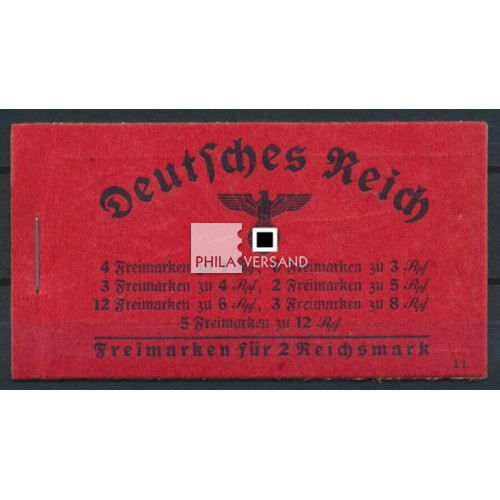 Deutsches Reich
PHILA VERSAND
4 Freimarken Rpf, 6 Freimarken zu 3 Rpf
3 Freimarken zu 4 Rpf, 2 Freimarken zu 5 Rpf
12 Freimarken zu 6 Rpf, 3 Freimarken zu 8 Rpf
5 Freimarken zu 12 Rpf
Freimarken für 2 Reichsmark
11